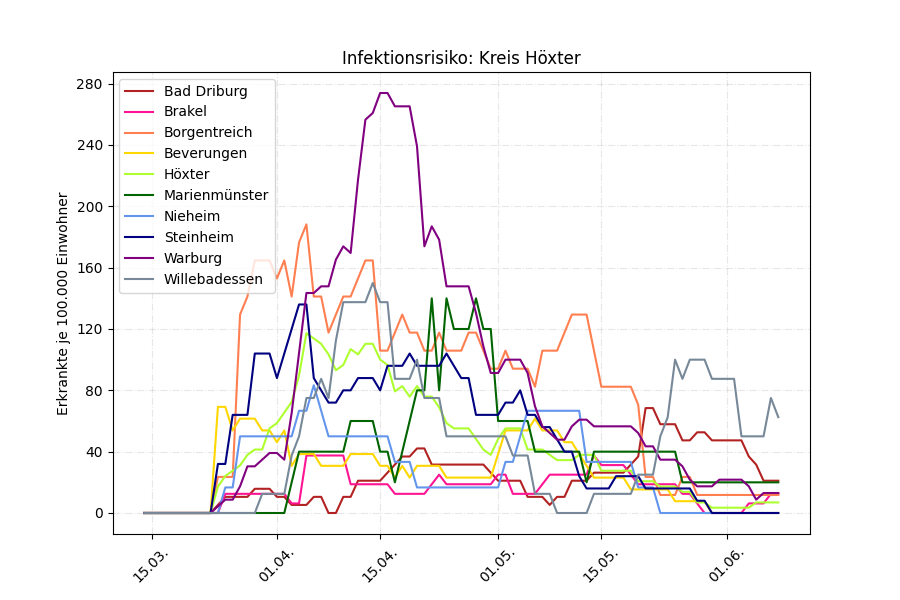 Infektionsrisiko: Kreis Höxter
Erkrankte je 100.000 Einwohner
280
240
200
160
120
80
40
0
Bad Driburg
Brakel
Borgentreich
Beverungen
Höxter
Marienmünster
Nieheim
Steinheim
Warburg
Willebadessen
15.03.
01.04.
15.04.
01.05.
15.05.
01.06.